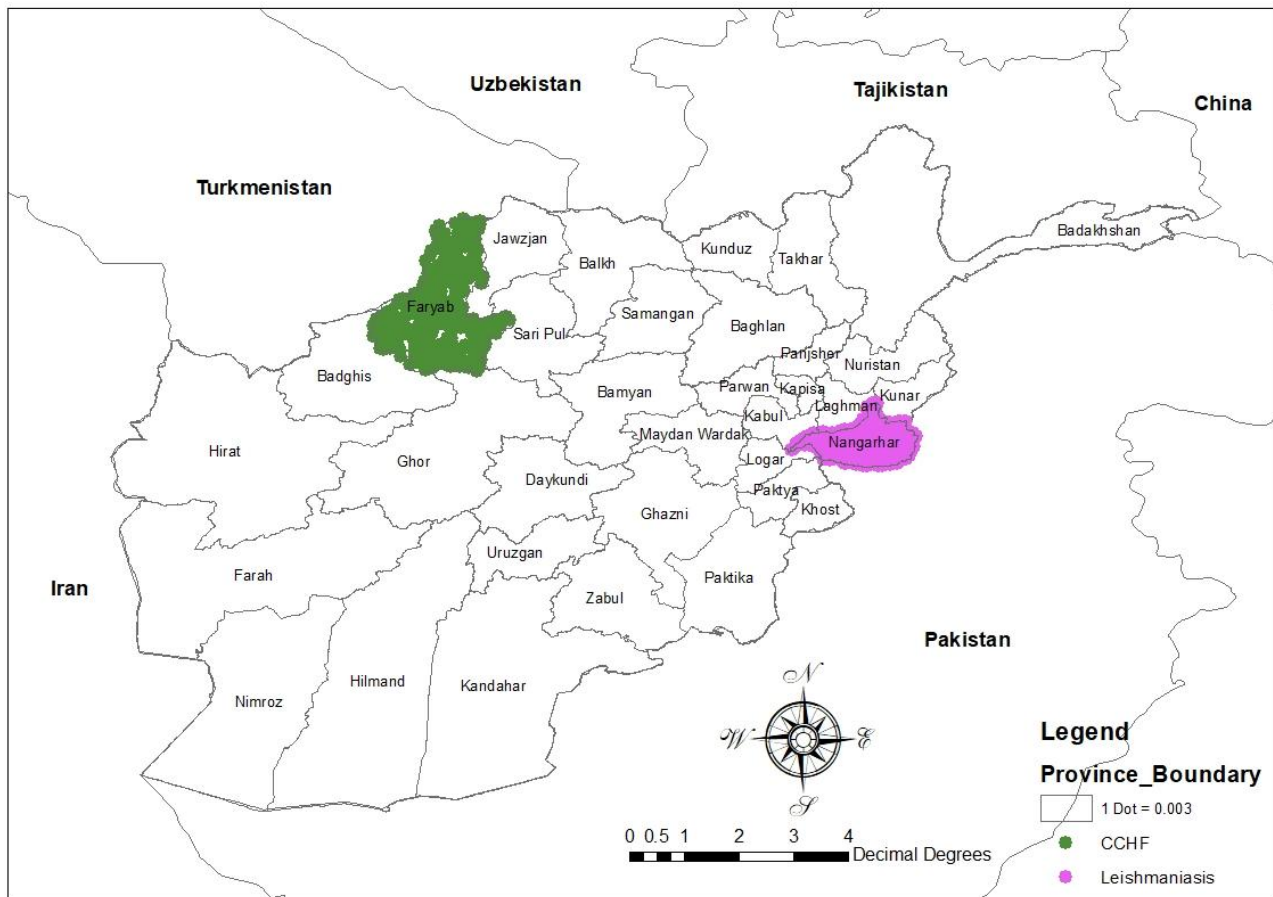 Uzbekistan
Tajikistan
China
Turkmenistan
Badakhshan
Jawzjan
Balkh
Kunduz
Takhar
Faryab
Samangan
Baghlan
Sari Pul
Panjsher
Nuristan
Badghis
Bamyan
Parwan
Kapisa
Kunar
Laghman
Kabul
Maydan Wardak
Nangarhar
Hirat
Ghor
Logar
Daykundi
Paktya
Ghazni
Khost
Uruzgan
Farah
Paktika
Iran
Zabul
Pakistan
Hilmand
Kandahar
Nimroz
N
W
E
S
Legend
Province_Boundary
1 Dot = 0.003
CCHF
Leishmaniasis
0 0.5 1 2 3 4
Decimal Degrees